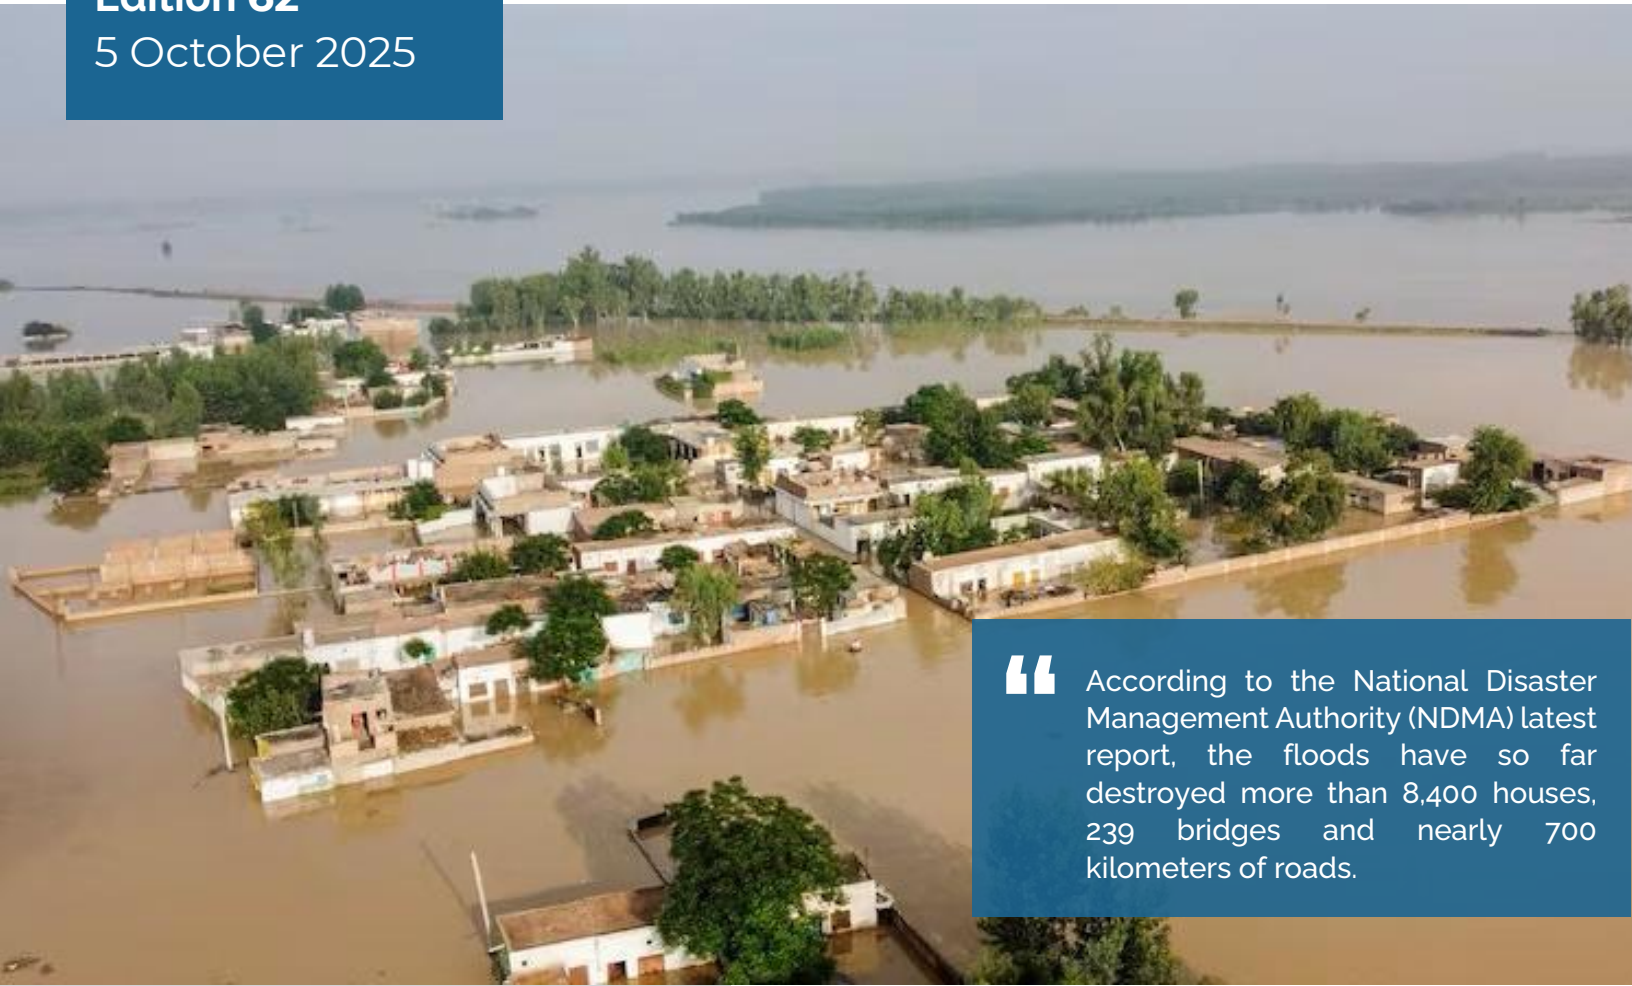 Edition
5 October 2025
“
According to the National Disaster
Management Authority (NDMA) latest
report, the floods have so far
destroyed more than 8,400 houses,
239 bridges and nearly 700
kilometers of roads.